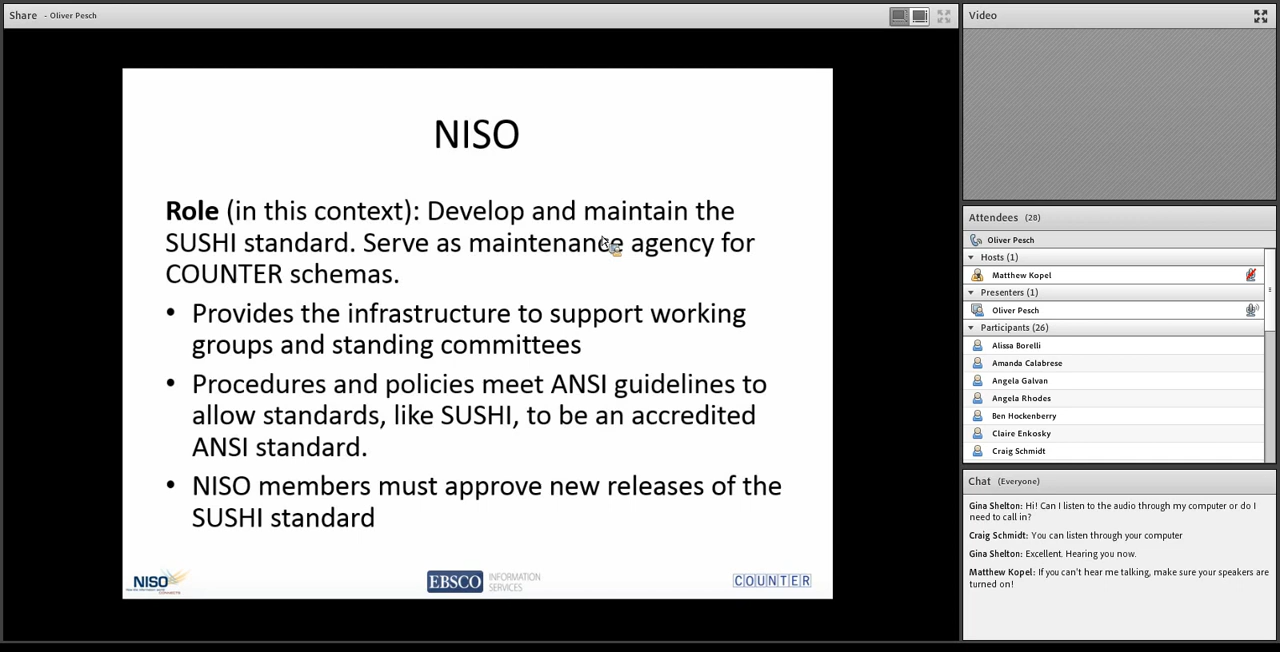 Share - Oliver Pesch
NISO
Role (in this context): Develop and maintain the
SUSHI standard. Serve as maintenance agency for
COUNTER schemas.
• Provides the infrastructure to support working
groups and standing committees
• Procedures and policies meet ANSI guidelines to
allow standards, like SUSHI, to be an accredited
ANSI standard.
• NISO members must approve new releases of the
SUSHI standard
NISO
EBSCO INFORMATION
SERVICES
COUNTER
Video
Attendees (28)
Oliver Pesch
Hosts (1)
Matthew Kopel
Presenters (1)
Oliver Pesch
Participants (26)
Alissa Borelli
Amanda Calabrese
Angela Galvan
Angela Rhodes
Ben Hockenberry
Claire Enkosky
Craig Schmidt
Chat (Everyone)
Gina Shelton: Hi! Can I listen to the audio through my computer or do I
need to call in?
Craig Schmidt: You can listen through your computer
Gina Shelton: Excellent. Hearing you now.
Matthew Kopel: If you can't hear me talking, make sure your speakers are
turned on!